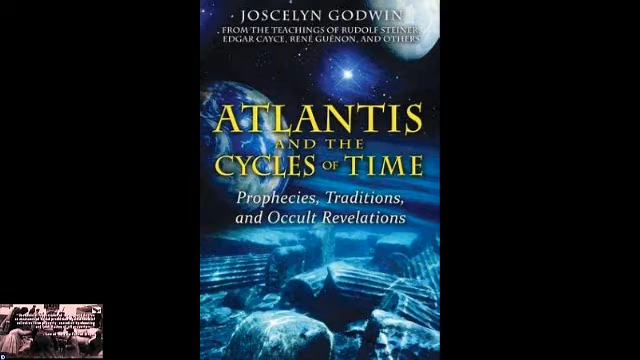 JOSCELYN GODWIN
FROM THE TEACHINGS OF RUDOLF STEINER,
EDGAR CAYCE, RENÉ GUÉNON, AND OTHERS
ATLANTIS
AND THE
CYCLES OF TIME
Prophecies, Traditions,
and Occult Revelations